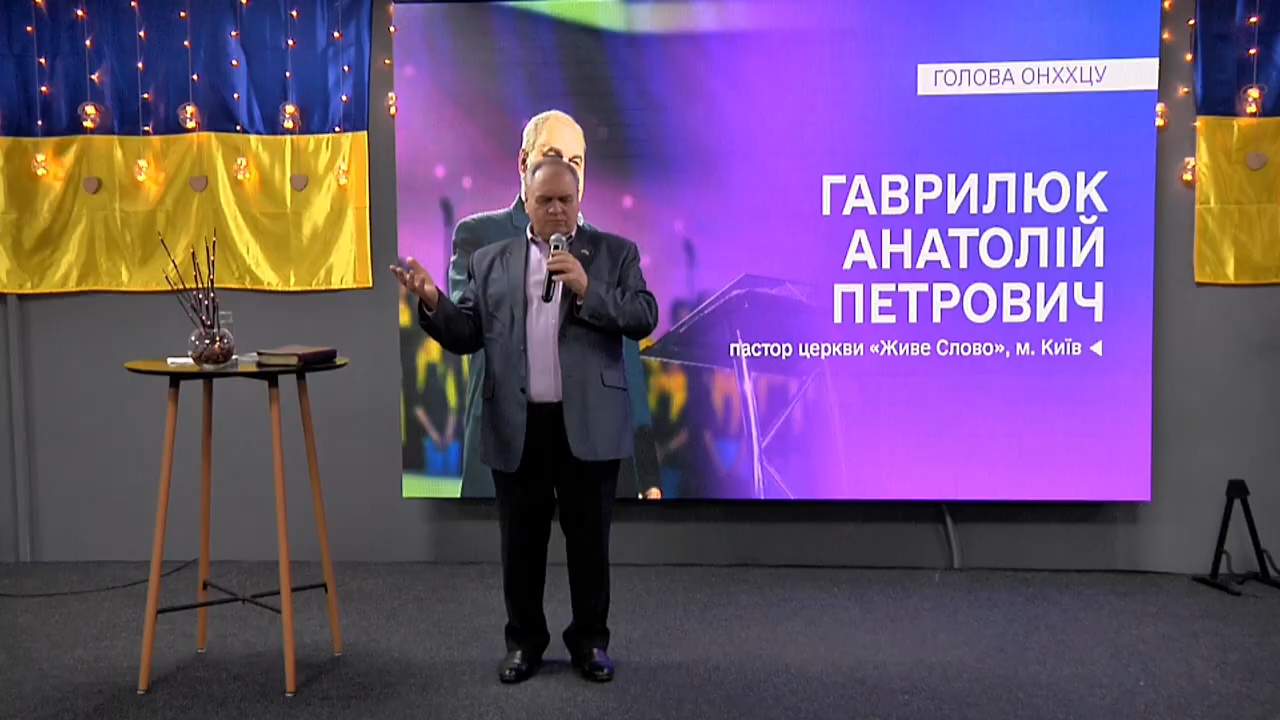 ГОЛОВА ОНХХЦУ
ГАВРИЛЮК
АНАТОЛІЙ
ПЕТРОВИЧ
пастор церкви «Живе Слово», м. Київ